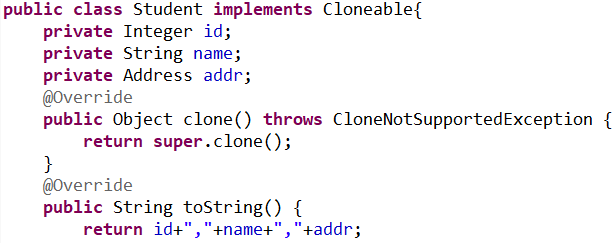 public class Student implements Cloneable{
    private Integer id;
    private String name;
    private Address addr;
    @Override
    public Object clone() throws CloneNotSupportedException {
        return super.clone();
    }
    @Override
    public String toString() {
        return id+","+name+","+addr;